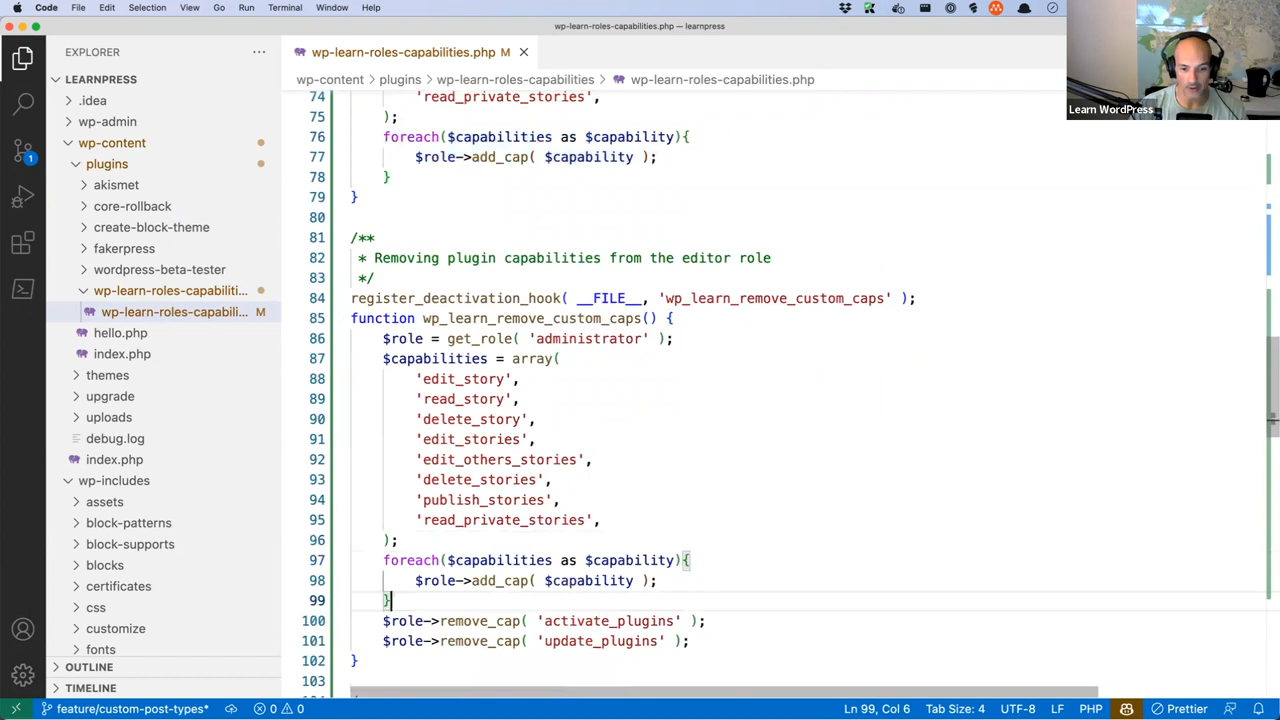 Code File Edit Selection View Go Run Terminal Window Help
wp-learn-roles-capabilities.php — learnpress
EXPLORER
LEARNPRESS
.idea
wp-admin
wp-content
plugins
akismet
core-rollback
create-block-theme
fakerpress
wordpress-beta-tester
wp-learn-roles-capabiliti...
wp-learn-roles-capabili... M
hello.php
index.php
themes
upgrade
uploads
debug.log
index.php
wp-includes
assets
block-patterns
block-supports
blocks
certificates
css
customize
fonts
OUTLINE
TIMELINE
1
wp-learn-roles-capabilities.php M
wp-content > plugins > wp-learn-roles-capabilities > wp-learn-roles-capabilities.php
74 'read_private_stories',
75 );
76 foreach($capabilities as $capability){
77 $role->add_cap( $capability );
78 }
79 }
80
81 /**
82 * Removing plugin capabilities from the editor role
83 */
84 register_deactivation_hook( __FILE__, 'wp_learn_remove_custom_caps' );
85 function wp_learn_remove_custom_caps() {
86 $role = get_role( 'administrator' );
87 $capabilities = array(
88 'edit_story',
89 'read_story',
90 'delete_story',
91 'edit_stories',
92 'edit_others_stories',
93 'delete_stories',
94 'publish_stories',
95 'read_private_stories',
96 );
97 foreach($capabilities as $capability){
98 $role->add_cap( $capability );
99 }
100 $role->remove_cap( 'activate_plugins' );
101 $role->remove_cap( 'update_plugins' );
102 }
103
Learn WordPress
feature/custom-post-types* 0 0 Ln 99, Col 6 Tab Size: 4 UTF-8 LF PHP Prettier